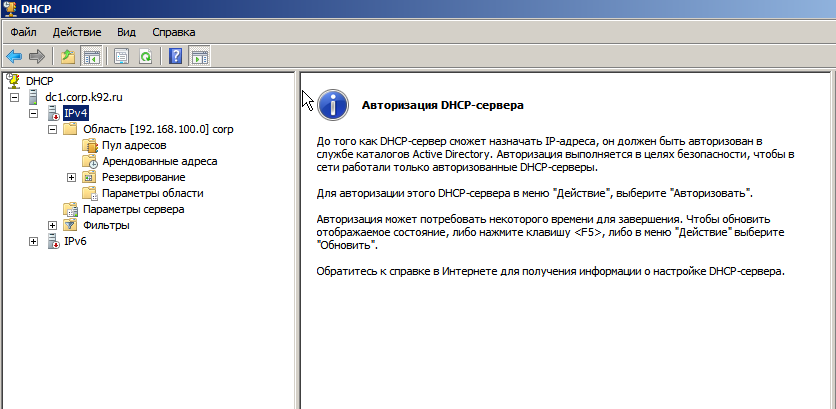 DHCP
Файл Действие Вид Справка
DHCP
dc1.corp.k92.ru
IPv4
Область [192.168.100.0] corp
Пул адресов
Арендованные адреса
Резервирование
Параметры области
Параметры сервера
Фильтры
IPv6
Авторизация DHCP-сервера
До того как DHCP-сервер сможет назначать IP-адреса, он должен быть авторизован в
службе каталогов Active Directory. Авторизация выполняется в целях безопасности, чтобы в
сети работали только авторизованные DHCP-серверы.
Для авторизации этого DHCP-сервера в меню "Действие", выберите "Авторизовать".
Авторизация может потребовать некоторого времени для завершения. Чтобы обновить
отображаемое состояние, либо нажмите клавишу <F5>, либо в меню "Действие" выберите
"Обновить".
Обратитесь к справке в Интернете для получения информации о настройке DHCP-сервера.